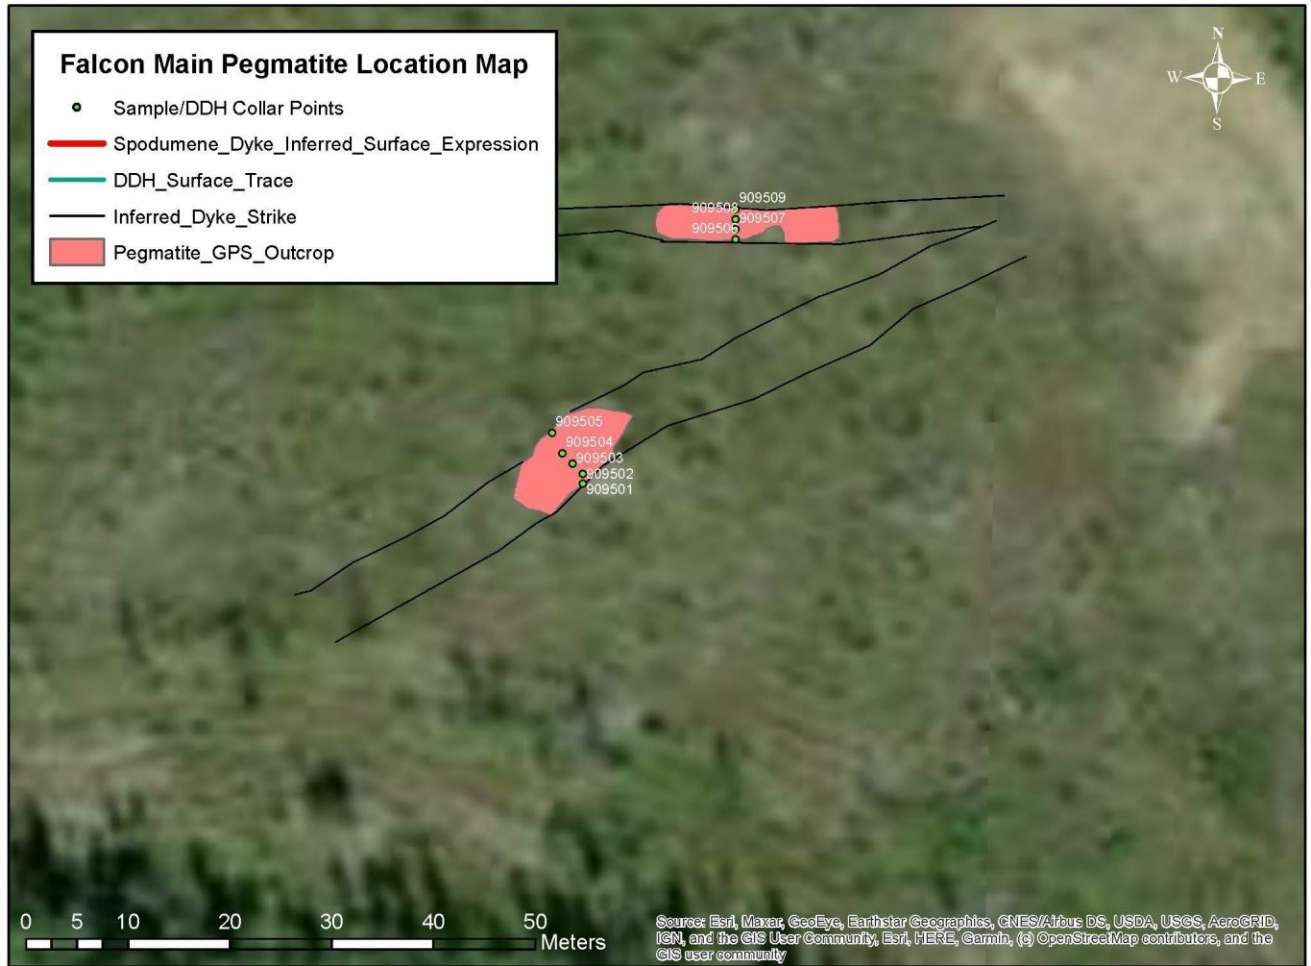 Falcon Main Pegmatite Location Map
Sample/DDH Collar Points
Spodumene_Dyke_Inferred_Surface_Expression
DDH_Surface_Trace
Inferred_Dyke_Strike
Pegmatite_GPS_Outcrop
N
W E
S
909509
909508
909507
909506
909505
909504
909503
909502
909501
0 5 10 20 30 40 50
Meters
Source: Esri, Maxar, GeoEye, Earthstar Geographics, CNES/Airbus DS, USDA, USGS, AeroGRID,
IGN, and the GIS User Community, Esri, HERE, Garmin, (c) OpenStreetMap contributors, and the
GIS user community